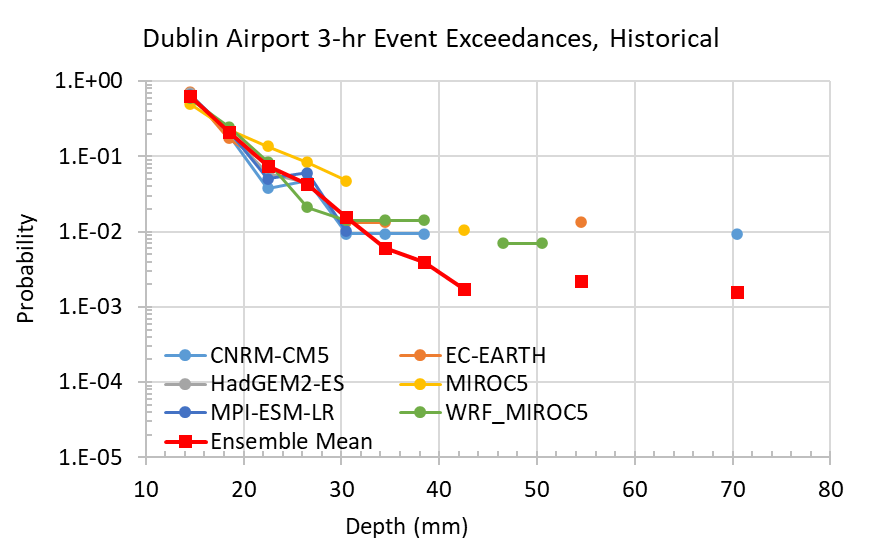 Dublin Airport 3-hr Event Exceedances, Historical
1.E+00
1.E-01
1.E-02
1.E-03
1.E-04
1.E-05
Probability
CNRM-CM5 EC-EARTH
HadGEM2-ES MIROC5
MPI-ESM-LR WRF_MIROC5
Ensemble Mean
10 20 30 40 50 60 70 80
Depth (mm)